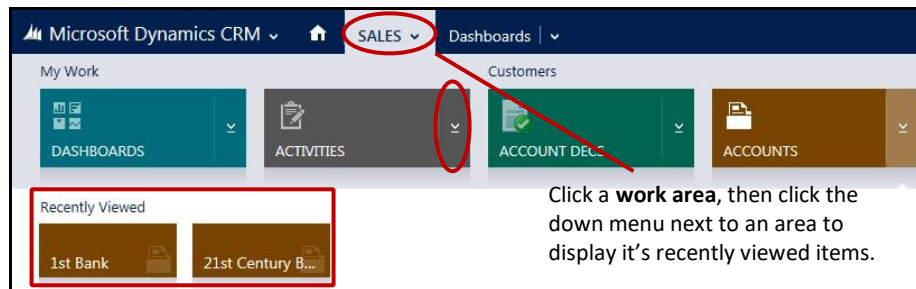 Microsoft Dynamics CRM SALES Dashboards
My Work Customers
DASHBOARDS ACTIVITIES ACCOUNT DECS ACCOUNTS
Click a work area, then click the
down menu next to an area to
display it's recently viewed items.
Recently Viewed
1st Bank 21st Century B...